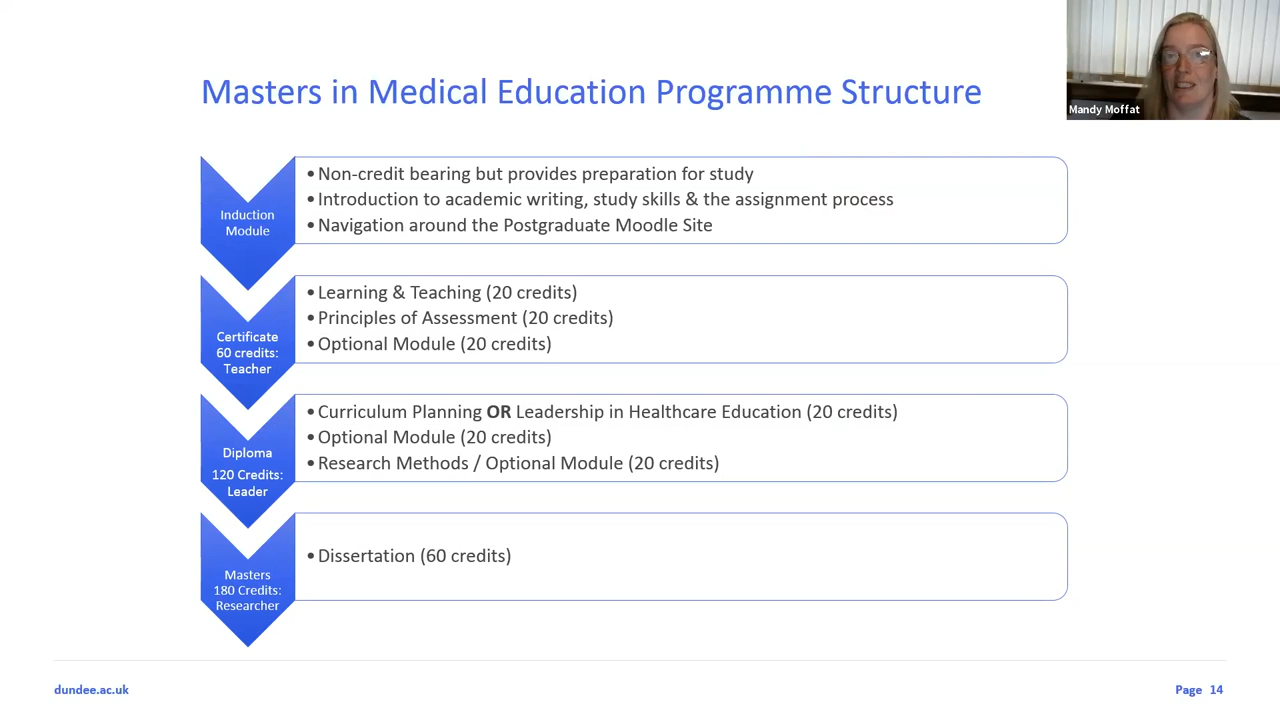 Masters in Medical Education Programme Structure
Mandy Moffat
Induction
Module
•Non-credit bearing but provides preparation for study
•Introduction to academic writing, study skills & the assignment process
•Navigation around the Postgraduate Moodle Site
Certificate
60 credits:
Teacher
•Learning & Teaching (20 credits)
•Principles of Assessment (20 credits)
•Optional Module (20 credits)
Diploma
120 Credits:
Leader
•Curriculum Planning OR Leadership in Healthcare Education (20 credits)
•Optional Module (20 credits)
•Research Methods / Optional Module (20 credits)
Masters
180 Credits:
Researcher
•Dissertation (60 credits)
dundee.ac.uk
Page 14